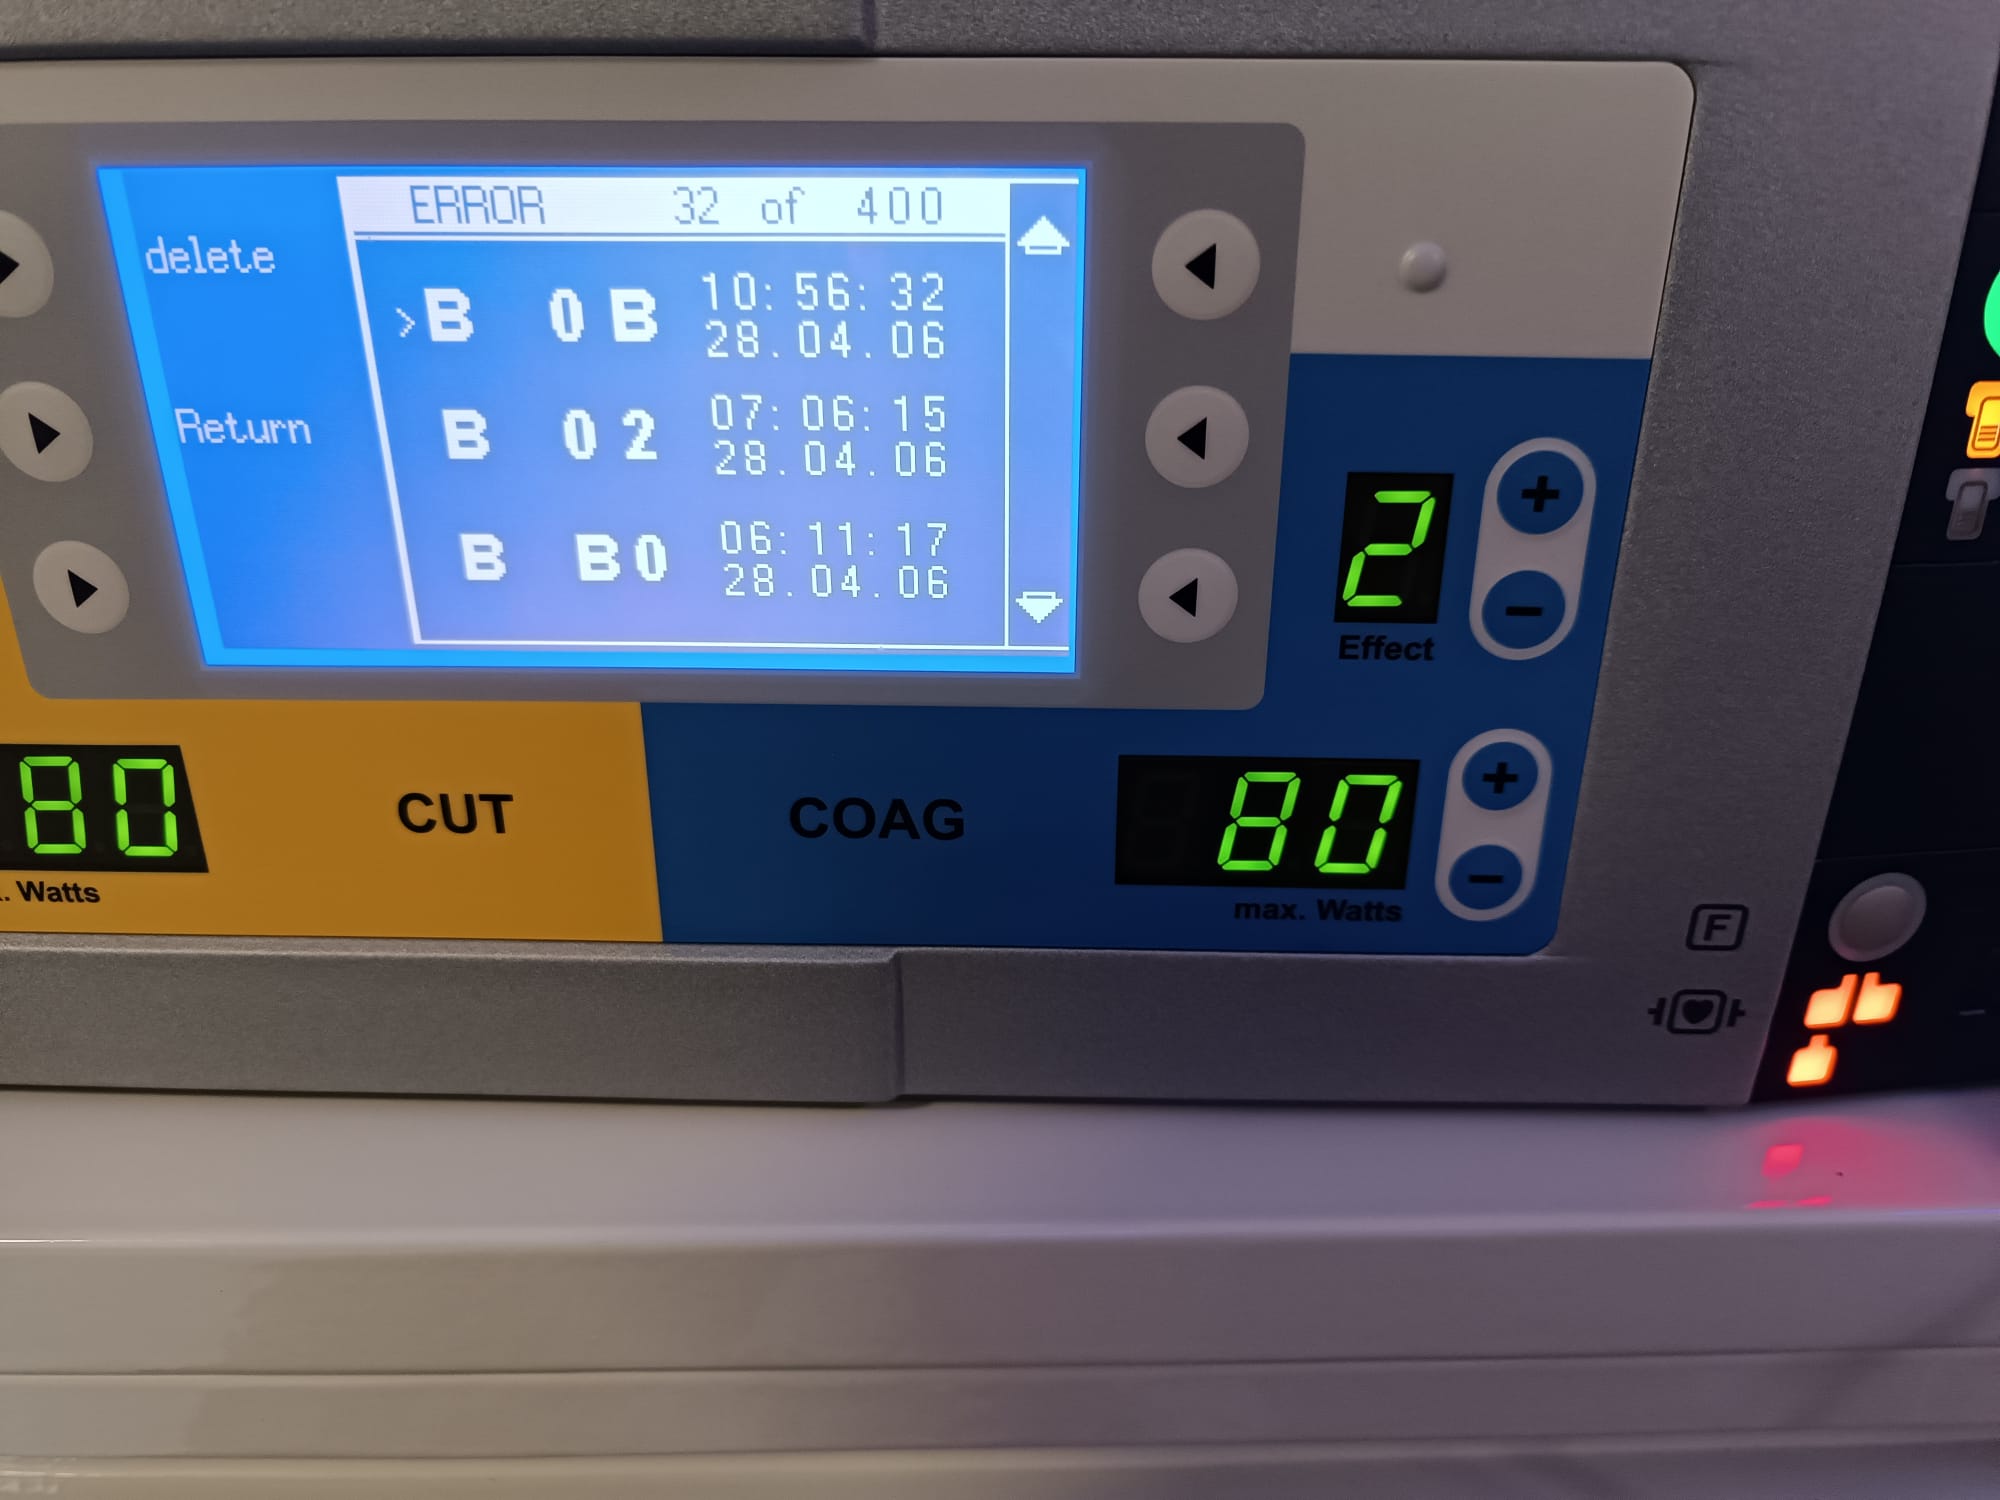 ERROR 32 of 400
delete
>B 0B 10:56:32
28.04.06
Return
B 02 07:06:15
28.04.06
B B0 06:11:17
28.04.06
2
+
-
Effect
80
. Watts
CUT
COAG
80
+
-
max. Watts
F